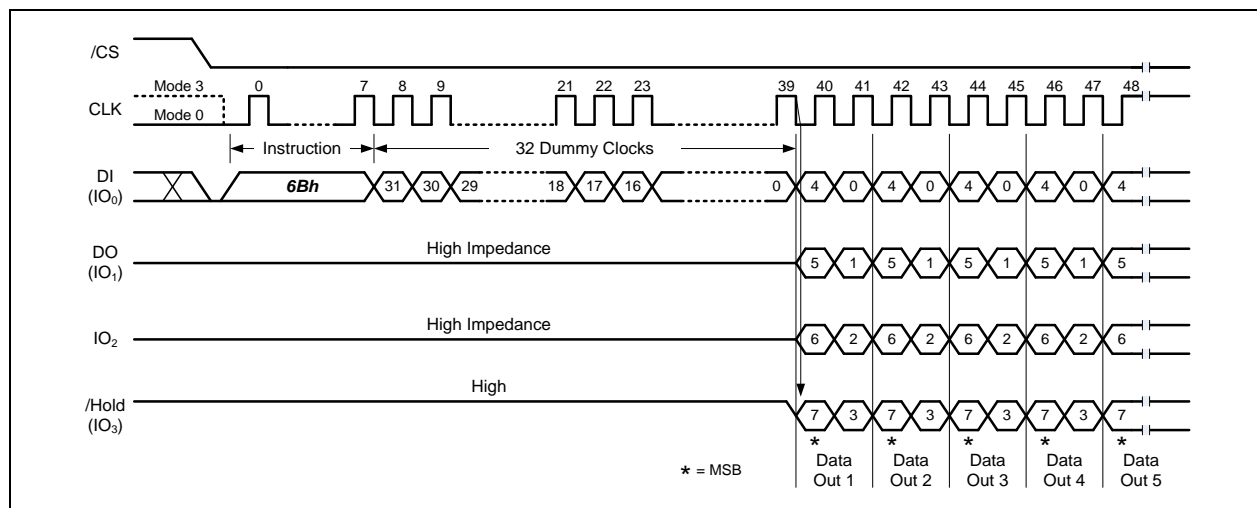 /CS
Mode 3 0 7 8 9 21 22 23 39 40 41 42 43 44 45 46 47 48
CLK
Mode 0
Instruction 32 Dummy Clocks
DI
(IO0)
6Bh 31 30 29 18 17 16 0 4 0 4 0 4 0 4 0 4
High Impedance
DO
(IO1)
5 1 5 1 5 1 5 1 5
High Impedance
IO2 6 2 6 2 6 2 6 2 6
High
/Hold
(IO3)
7 3 7 3 7 3 7 3 7
* * * * *
* = MSB
Data Data Data Data Data
Out 1 Out 2 Out 3 Out 4 Out 5